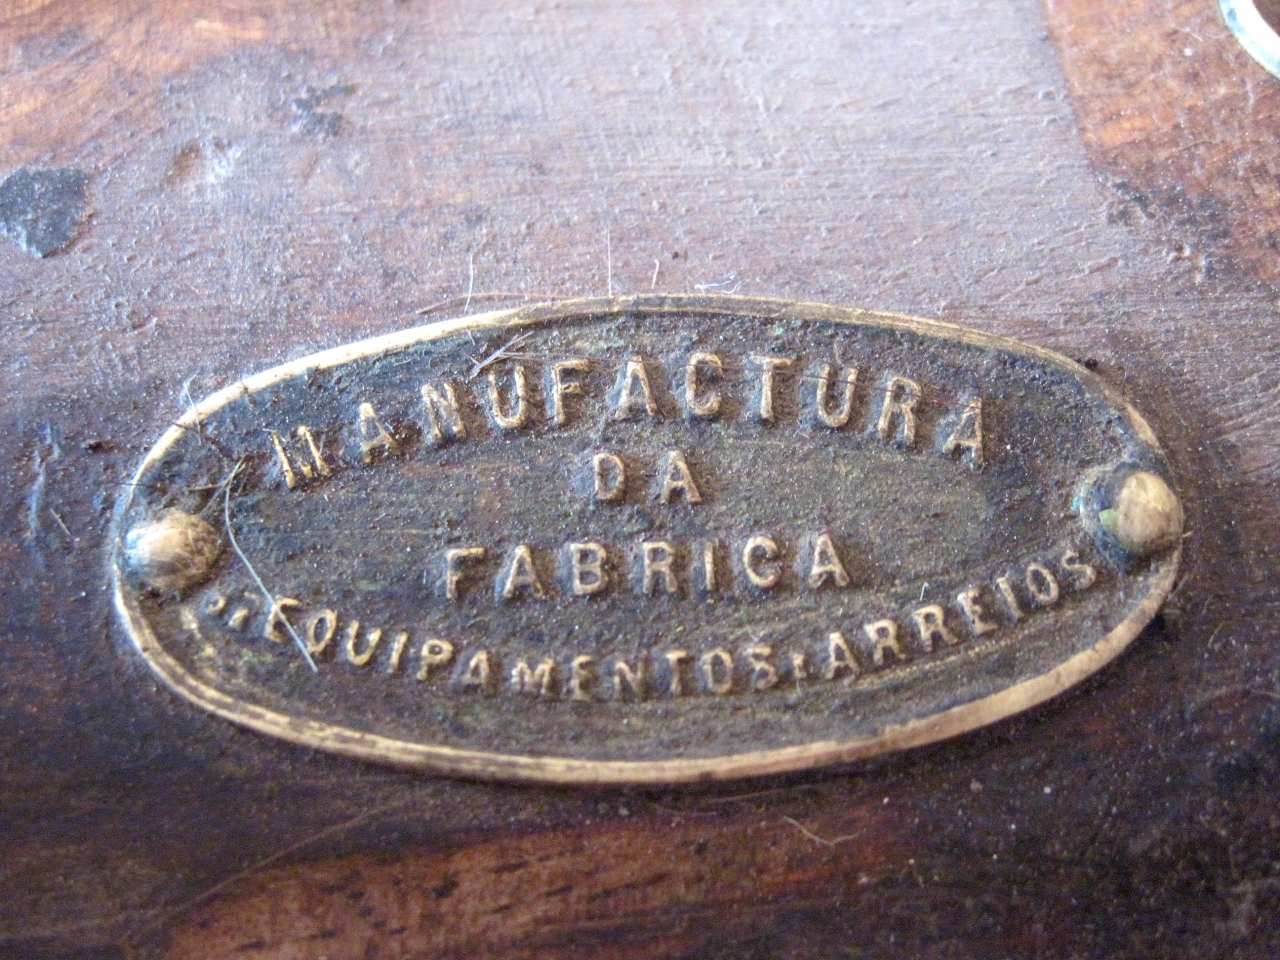 MANUFACTURA
DA
FABRICA
EQUIPAMENTOS E ARREIOS